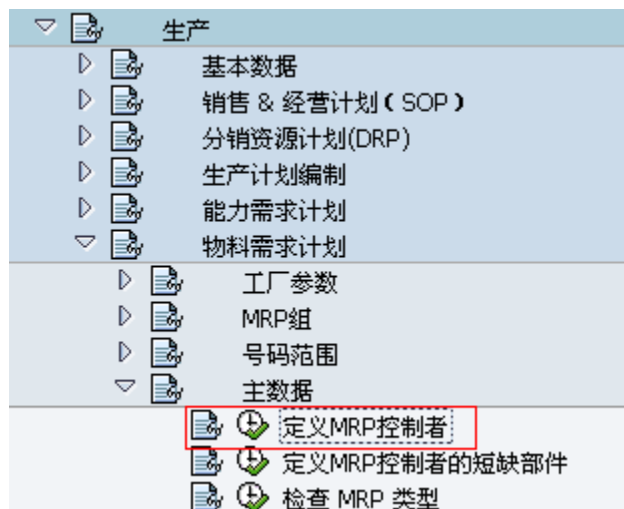 生产
基本数据
销售 & 经营计划(SOP)
分销资源计划(DRP)
生产计划编制
能力需求计划
物料需求计划
工厂参数
MRP组
号码范围
主数据
定义MRP控制者
定义MRP控制者的短缺部件
检查 MRP 类型